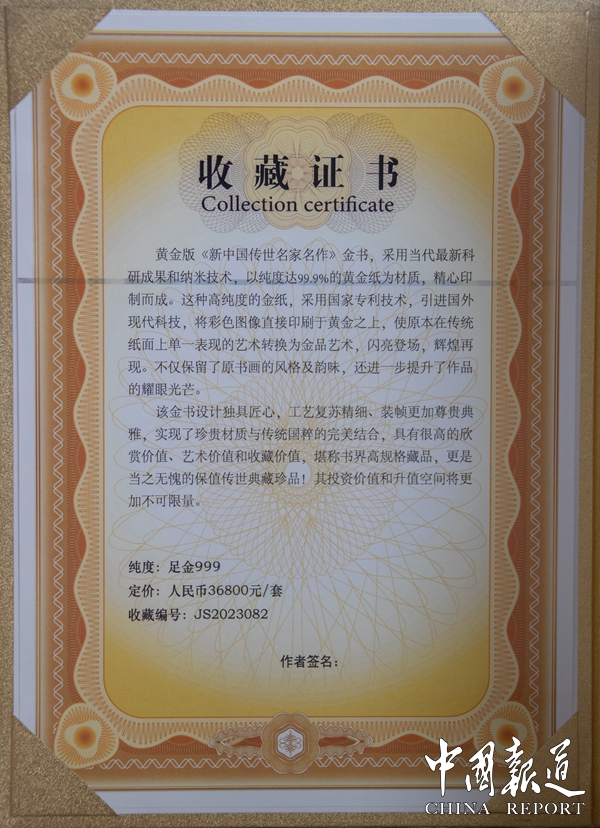 收藏证书
Collection certificate
黄金版《新中国传世名家名作》金书，采用当代最新科
研成果和纳米技术，以纯度达99.9%的黄金纸为材质，精心印
制而成。这种高纯度的金纸，采用国家专利技术，引进国外
现代科技，将彩色图像直接印刷于黄金之上，使原本在传统
纸面上单一表现的艺术转换为金品艺术，闪亮登场，辉煌再
现。不仅保留了原书画的风格及韵味，还进一步提升了作品
的耀眼光芒。
该金书设计独具匠心，工艺复苏精细、装帧更加尊贵典
雅，实现了珍贵材质与传统国粹的完美结合，具有很高的欣
赏价值、艺术价值和收藏价值，堪称书界高规格藏品，更是
当之无愧的保值传世典藏珍品！其投资价值和升值空间将更
加不可限量。
纯度：足金999
定价：人民币36800元/套
收藏编号：JS2023082
作者签名：
中國報道
CHINA REPORT